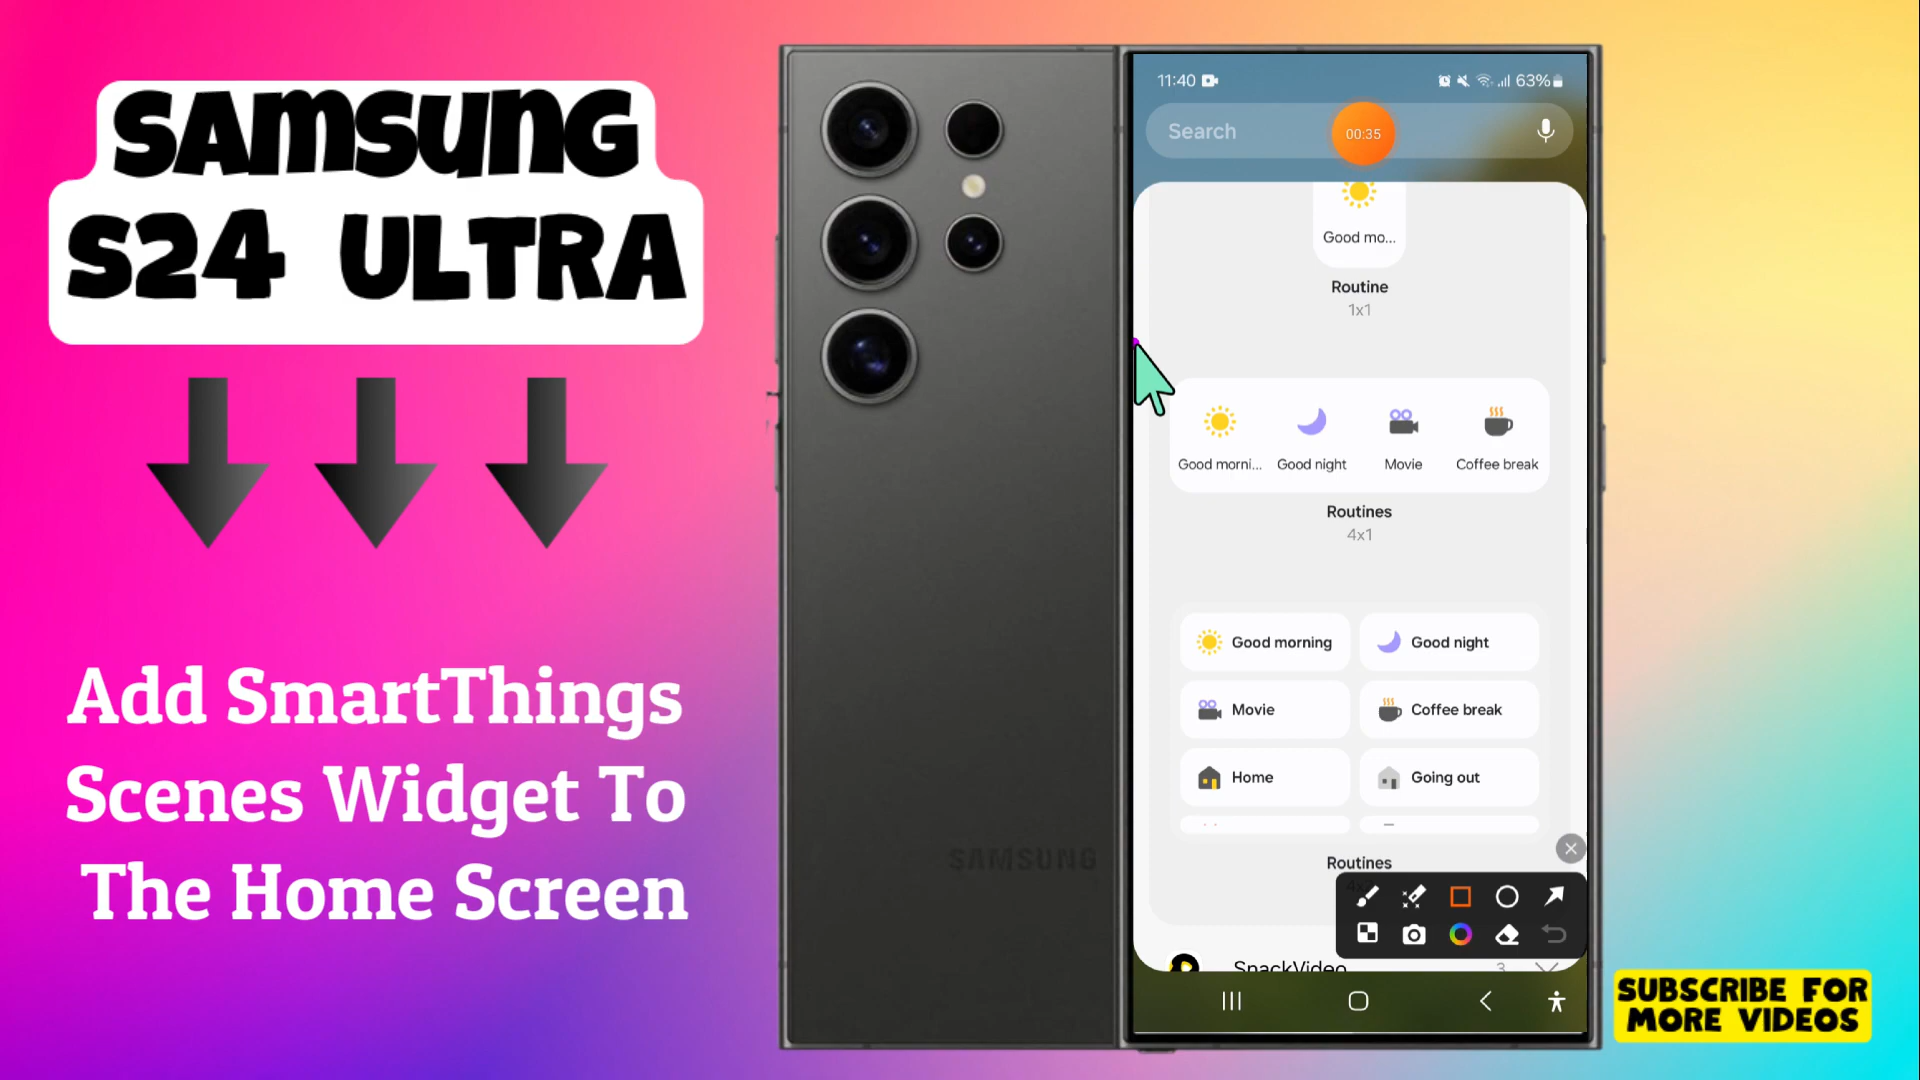 SAMSUNG
S24 ULTRA
Add SmartThings
Scenes Widget To
The Home Screen
SAMSUNG
11:40
63%
Search
00:35
Good mo...
Routine
1x1
Good morni...
Good night
Movie
Coffee break
Routines
4x1
Good morning
Good night
Movie
Coffee break
Home
Going out
Routines
SnackVideo
3
SUBSCRIBE FOR
MORE VIDEOS